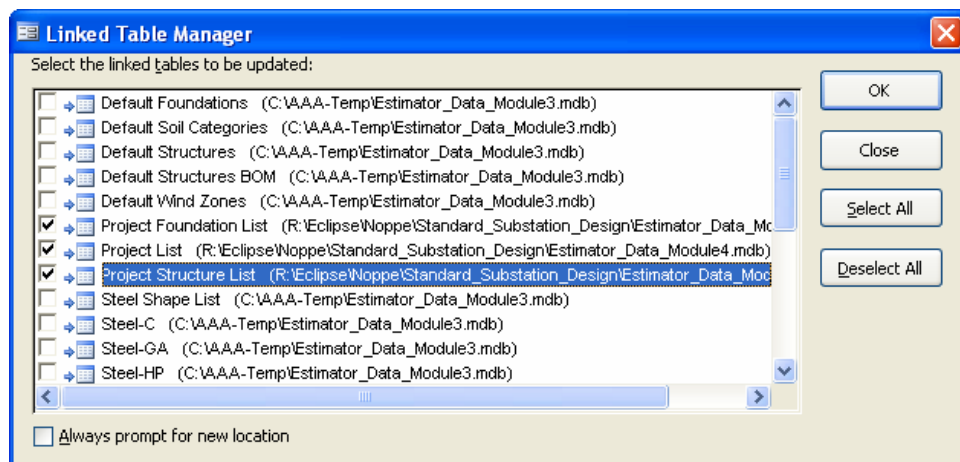 Linked Table Manager
Select the linked tables to be updated:
Default Foundations (C:\AAA-Temp\Estimator_Data_Module3.mdb)
Default Soil Categories (C:\AAA-Temp\Estimator_Data_Module3.mdb)
Default Structures (C:\AAA-Temp\Estimator_Data_Module3.mdb)
Default Structures BOM (C:\AAA-Temp\Estimator_Data_Module3.mdb)
Default Wind Zones (C:\AAA-Temp\Estimator_Data_Module3.mdb)
Project Foundation List (R:\Eclipse\Noppe\Standard_Substation_Design\Estimator_Data_Mo
Project List (R:\Eclipse\Noppe\Standard_Substation_Design\Estimator_Data_Module4.mdb)
Project Structure List (R:\Eclipse\Noppe\Standard_Substation_Design\Estimator_Data_Mod
Steel Shape List (C:\AAA-Temp\Estimator_Data_Module3.mdb)
Steel-C (C:\AAA-Temp\Estimator_Data_Module3.mdb)
Steel-GA (C:\AAA-Temp\Estimator_Data_Module3.mdb)
Steel-HP (C:\AAA-Temp\Estimator_Data_Module3.mdb)
Always prompt for new location
OK
Close
Select All
Deselect All